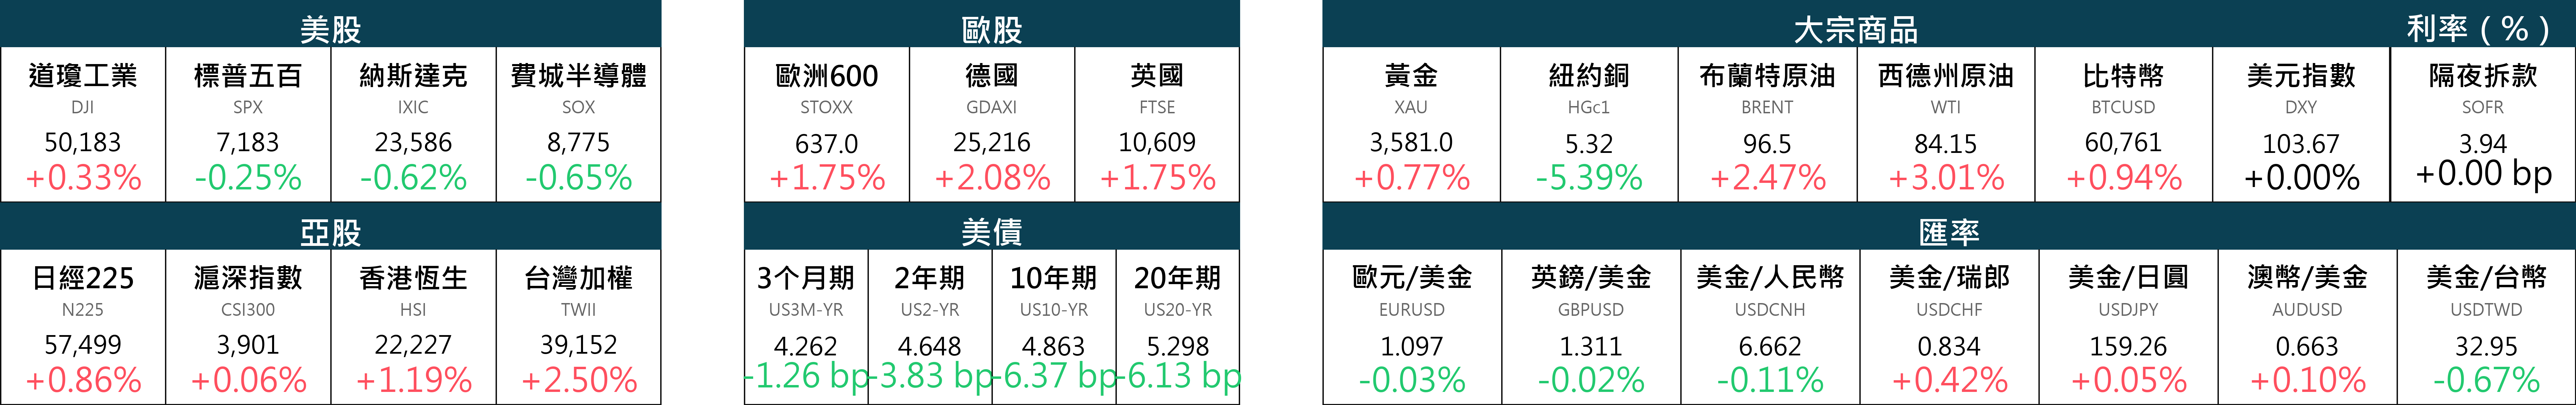 美股
道瓊工業 標普五百 納斯達克 費城半導體
DJI SPX IXIC SOX
50,183 7,183 23,586 8,775
+0.33% -0.25% -0.62% -0.65%
亞股
日經225 滬深指數 香港恆生 台灣加權
N225 CSI300 HSI TWII
57,499 3,901 22,227 39,152
+0.86% +0.06% +1.19% +2.50%
歐股
歐洲600 德國 英國
STOXX GDAXI FTSE
637.0 25,216 10,609
+1.75% +2.08% +1.75%
美債
3个月期 2年期 10年期 20年期
US3M-YR US2-YR US10-YR US20-YR
4.262 4.648 4.863 5.298
-1.26 bp -3.83 bp -6.37 bp -6.13 bp
大宗商品 利率（%）
黃金 紐約銅 布蘭特原油 西德州原油 比特幣 美元指數 隔夜拆款
XAU HGc1 BRENT WTI BTCUSD DXY SOFR
3,581.0 5.32 96.5 84.15 60,761 103.67 3.94
+0.77% -5.39% +2.47% +3.01% +0.94% +0.00% +0.00 bp
匯率
歐元/美金 英鎊/美金 美金/人民幣 美金/瑞郎 美金/日圓 澳幣/美金 美金/台幣
EURUSD GBPUSD USDCNH USDCHF USDJPY AUDUSD USDTWD
1.097 1.311 6.662 0.834 159.26 0.663 32.95
-0.03% -0.02% -0.11% +0.42% +0.05% +0.10% -0.67%